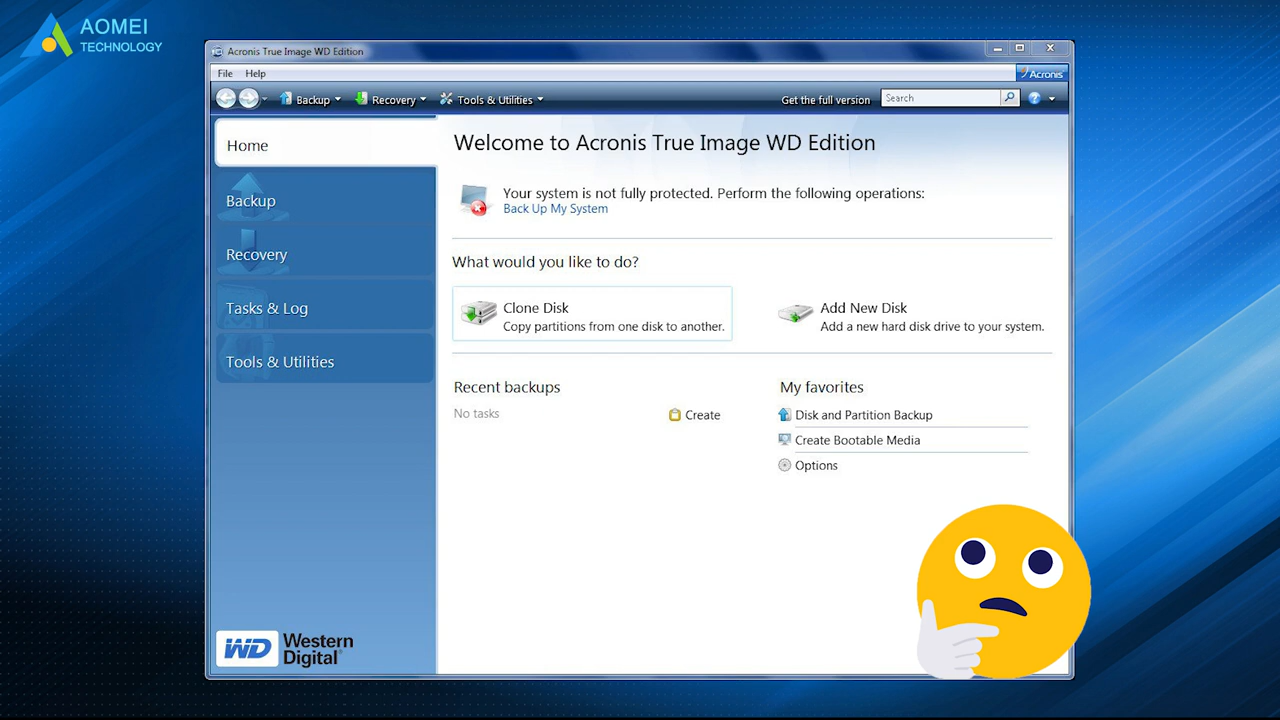 AOMEI
TECHNOLOGY
Acronis True Image WD Edition
File Help
Acronis
Backup Recovery Tools & Utilities Get the full version Search
Home
Backup
Recovery
Tasks & Log
Tools & Utilities
Welcome to Acronis True Image WD Edition
Your system is not fully protected. Perform the following operations:
Back Up My System
What would you like to do?
Clone Disk
Copy partitions from one disk to another.
Add New Disk
Add a new hard disk drive to your system.
Recent backups
No tasks
Create
My favorites
Disk and Partition Backup
Create Bootable Media
Options
WD
Western
Digital